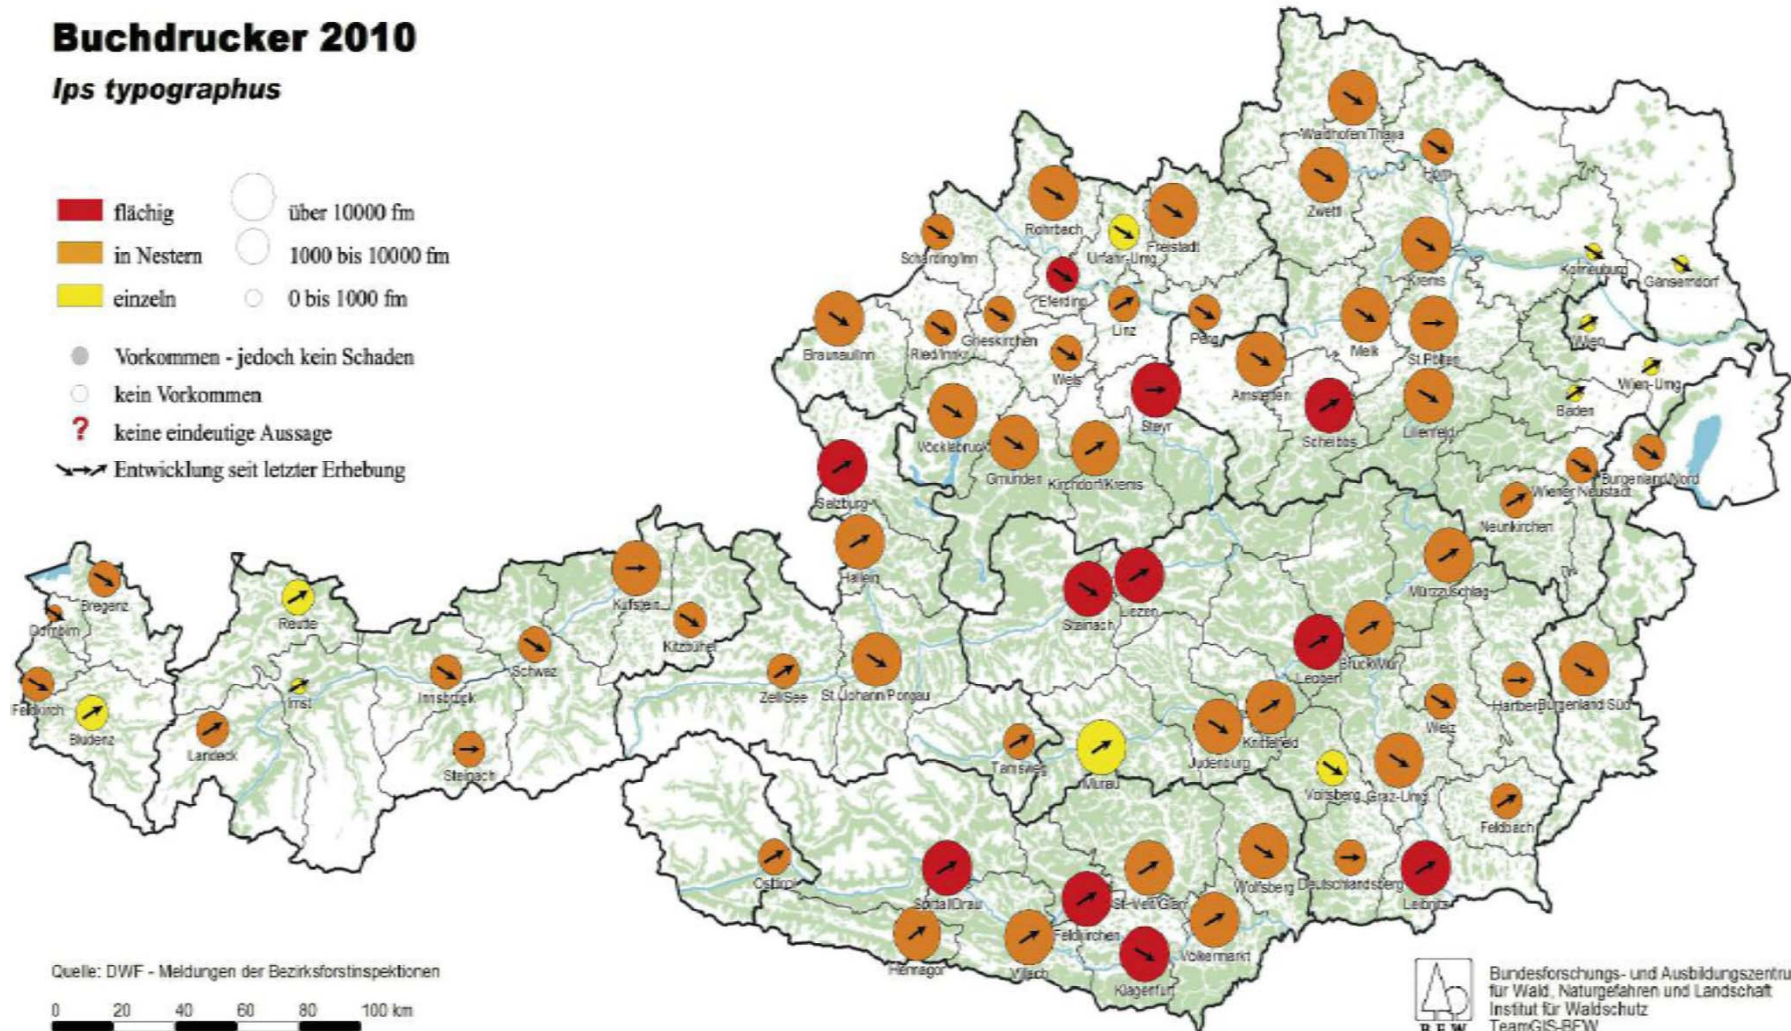 Buchdrucker 2010
Ips typographus
flächig
über 10000 fm
in Nestern
1000 bis 10000 fm
einzeln
0 bis 1000 fm
Vorkommen - jedoch kein Schaden
kein Vorkommen
? keine eindeutige Aussage
Entwicklung seit letzter Erhebung
Waidhofen/Thaya
Horn
Zwettl
Rohrbach
Freistadt
Urfahr-Umg.
Schärding/Inn
Krems
Korneuburg
Gänserndorf
Eferding
Linz
Grieskirchen
Perg
Wien
Braunau/Inn
Ried/Innkr.
Melk
St.Pölten
Wels
Wien-Umg.
Amstetten
Baden
Steyr
Scheibbs
Lilienfeld
Vöcklabruck
Gmunden
Kirchdorf/Krems
Burgenland/Nord
Wiener Neustadt
Salzburg
Neunkirchen
Hallein
Mürzzuschlag
Bregenz
Kufstein
Liezen
Reutte
Stainach
Dornbirn
Kitzbühel
Bruck/Mur
Schwaz
Leoben
Innsbruck
Zell/See
St.Johann/Pongau
Imst
Feldkirch
Hartberg
Burgenland Süd
Weiz
Bludenz
Landeck
Knittelfeld
Steinach
Tamsweg
Murau
Judenburg
Voitsberg
Graz-Umg.
Feldbach
Osttirol
Wolfsberg
Deutschlandsberg
Spittal/Drau
St.-Veit/Glan
Leibnitz
Feldkirchen
Völkermarkt
Hermagor
Villach
Klagenfurt
Quelle: DWF - Meldungen der Bezirksforstinspektionen
0 20 40 60 80 100 km
Bundesforschungs- und Ausbildungszentru
für Wald, Naturgefahren und Landschaft
Institut für Waldschutz
TeamGIS-BFW
B F W